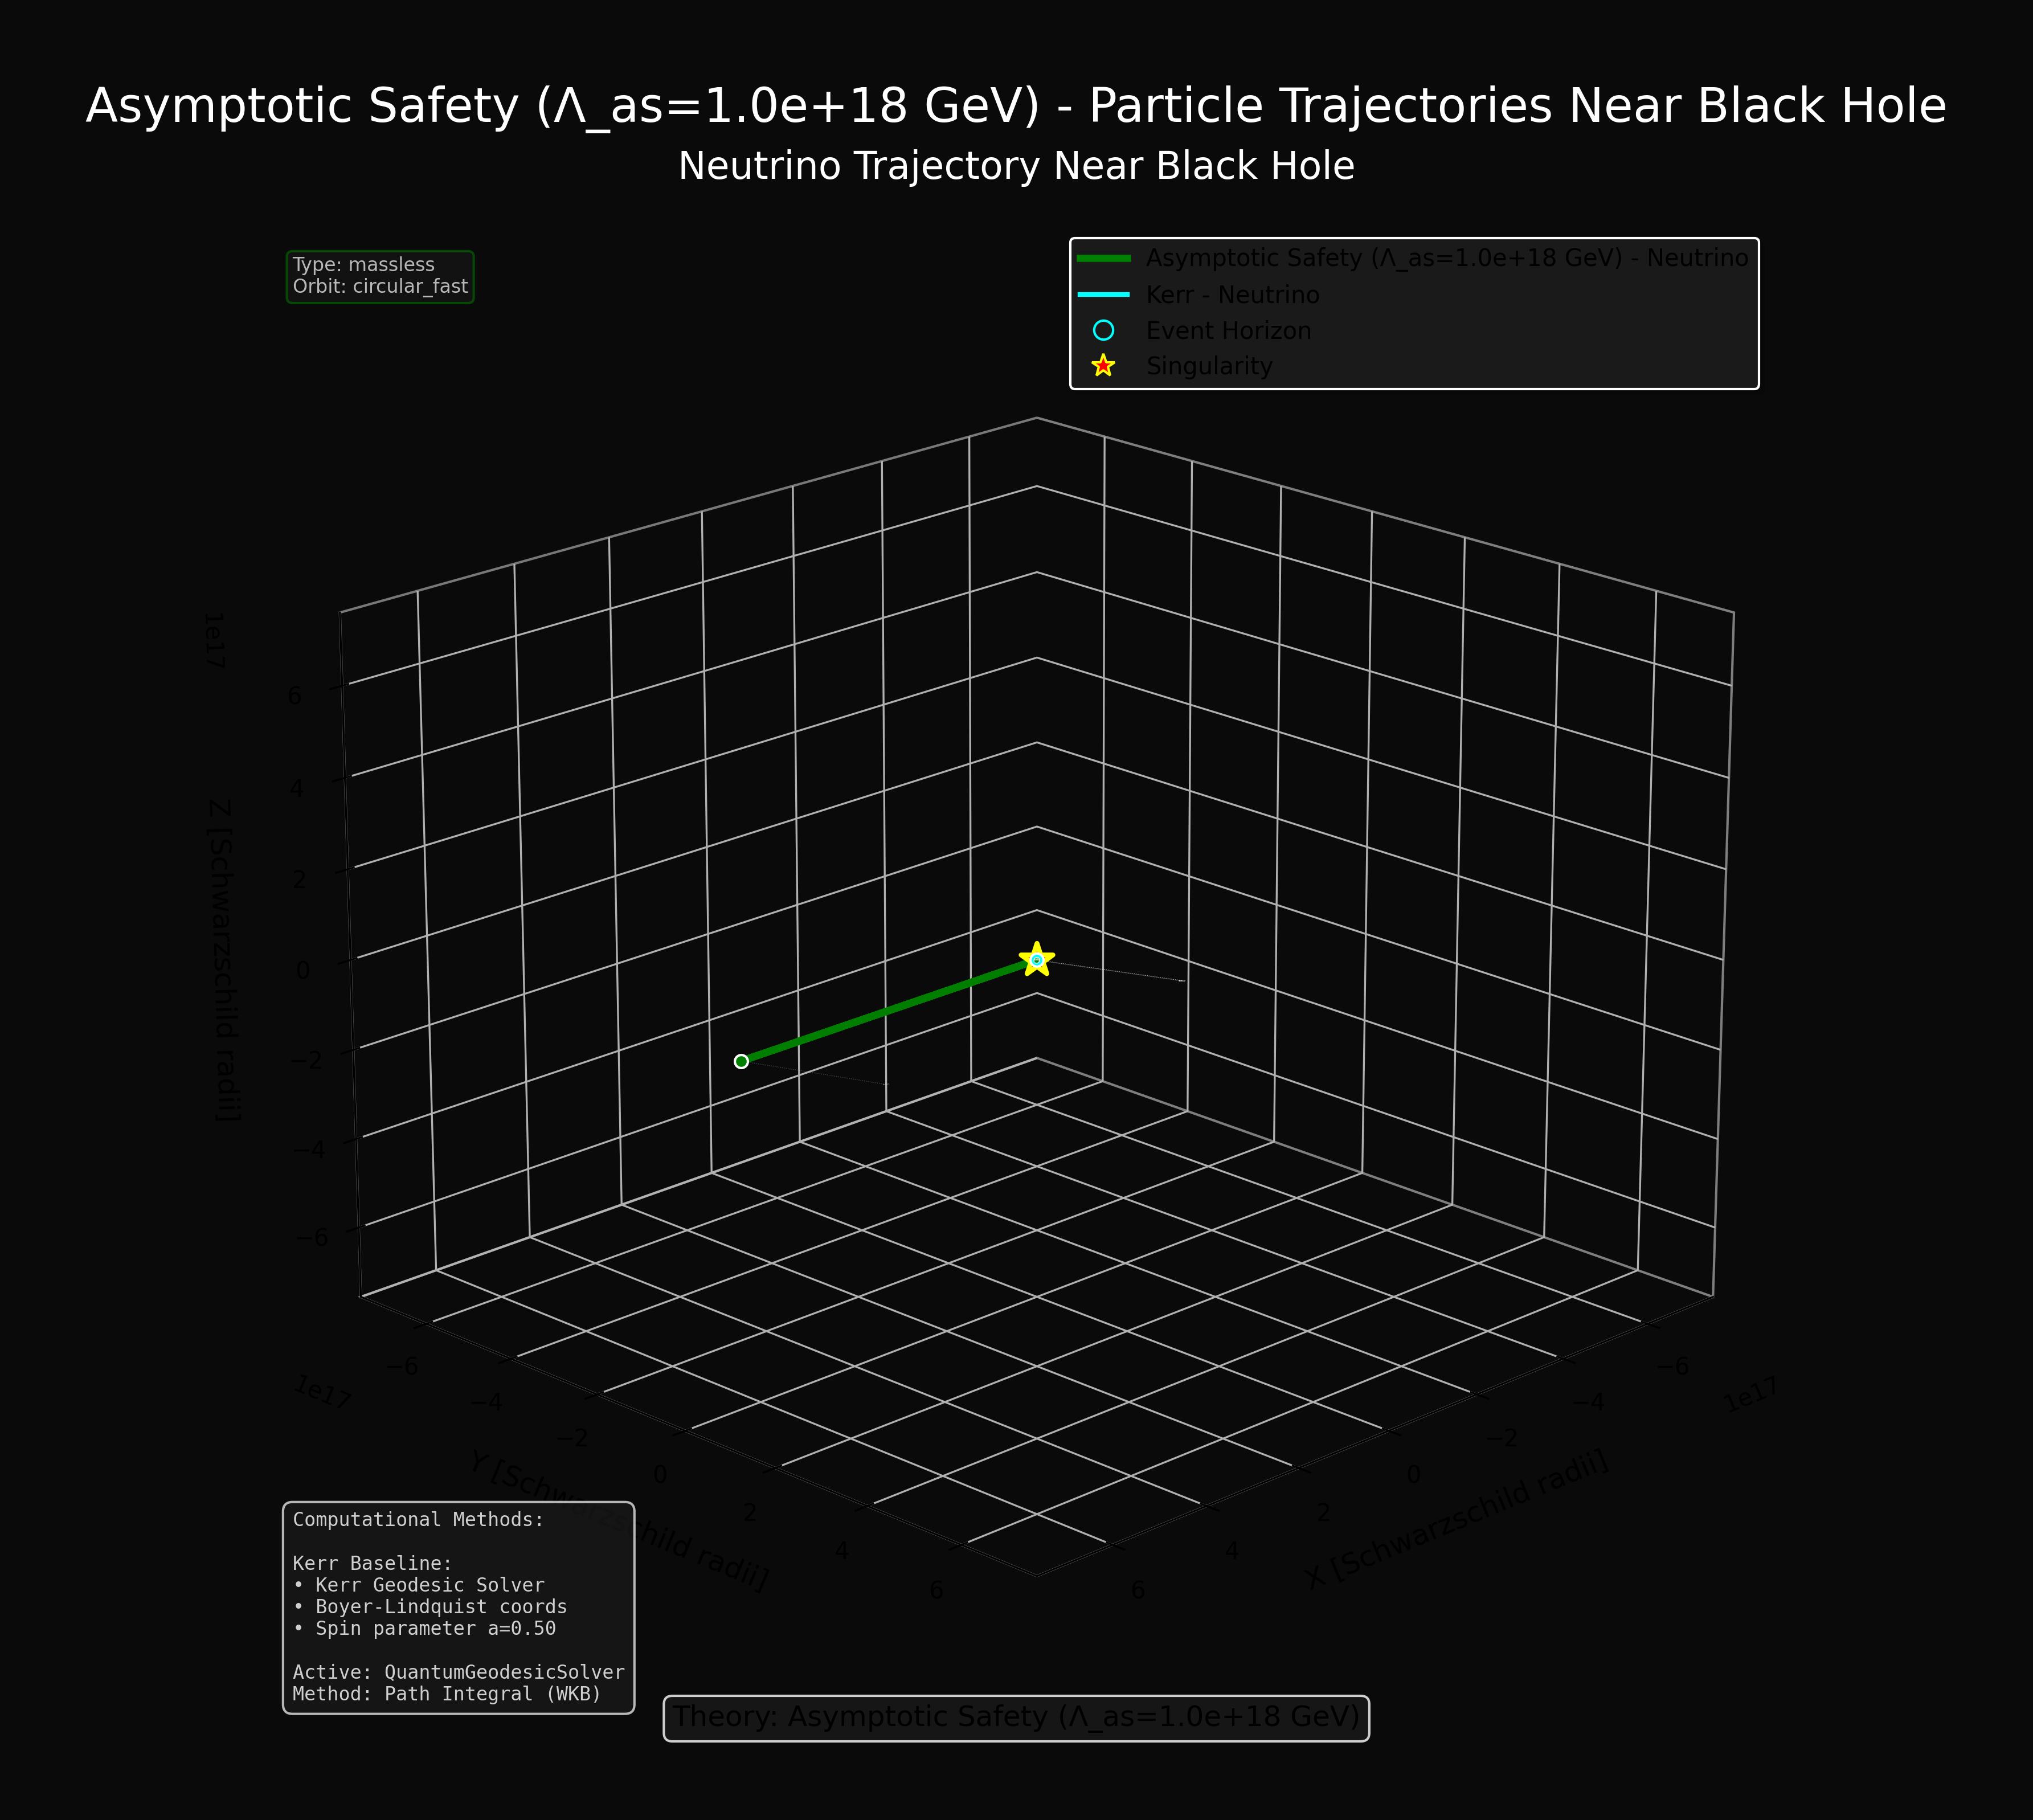 Asymptotic Safety (Λ_as=1.0e+18 GeV) - Particle Trajectories Near Black Hole
Neutrino Trajectory Near Black Hole
Type: massless
Orbit: circular_fast
Asymptotic Safety (Λ_as=1.0e+18 GeV) - Neutrino
Kerr - Neutrino
Event Horizon
Singularity
1e17
6
4
2
0
−2
−4
−6
Z [Schwarzschild radii]
−6
−4
−2
0
2
4
6
1e17
Y [Schwarzschild radii]
−6
−4
−2
0
2
4
6
1e17
X [Schwarzschild radii]
Computational Methods:
Kerr Baseline:
• Kerr Geodesic Solver
• Boyer-Lindquist coords
• Spin parameter a=0.50
Active: QuantumGeodesicSolver
Method: Path Integral (WKB)
Theory: Asymptotic Safety (Λ_as=1.0e+18 GeV)